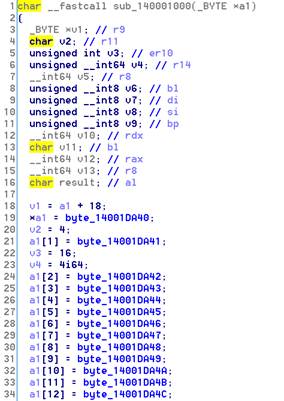 1 char __fastcall sub_140001000(_BYTE *a1)
2 {
3 _BYTE *v1; // r9
4 char v2; // r11
5 unsigned int v3; // er10
6 unsigned __int64 v4; // r14
7 __int64 v5; // r8
8 unsigned __int8 v6; // bl
9 unsigned __int8 v7; // di
10 unsigned __int8 v8; // si
11 unsigned __int8 v9; // bp
12 __int64 v10; // rdx
13 char v11; // bl
14 __int64 v12; // rax
15 __int64 v13; // r8
16 char result; // al
17
18 v1 = a1 + 18;
19 *a1 = byte_14001DA40;
20 v2 = 4;
21 a1[1] = byte_14001DA41;
22 v3 = 16;
23 v4 = 4i64;
24 a1[2] = byte_14001DA42;
25 a1[3] = byte_14001DA43;
26 a1[4] = byte_14001DA44;
27 a1[5] = byte_14001DA45;
28 a1[6] = byte_14001DA46;
29 a1[7] = byte_14001DA47;
30 a1[8] = byte_14001DA48;
31 a1[9] = byte_14001DA49;
32 a1[10] = byte_14001DA4A;
33 a1[11] = byte_14001DA4B;
34 a1[12] = byte_14001DA4C;